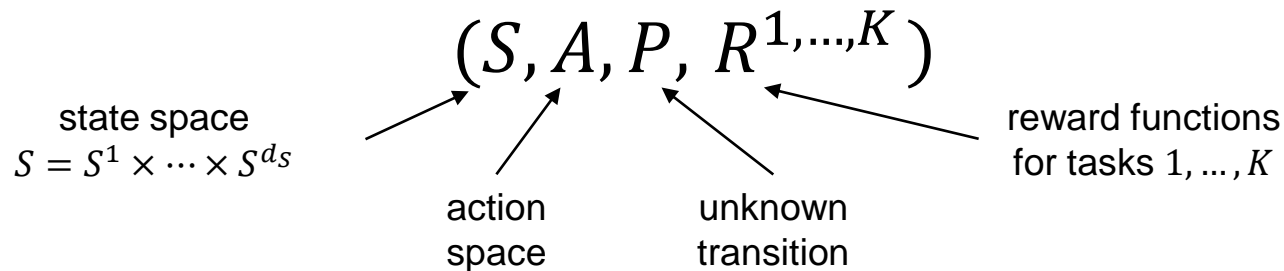 (S, A, P, R^{1,…,K})
state space
S = S^1 × ⋯ × S^{d_S}
action
space
unknown
transition
reward functions
for tasks 1, … , K